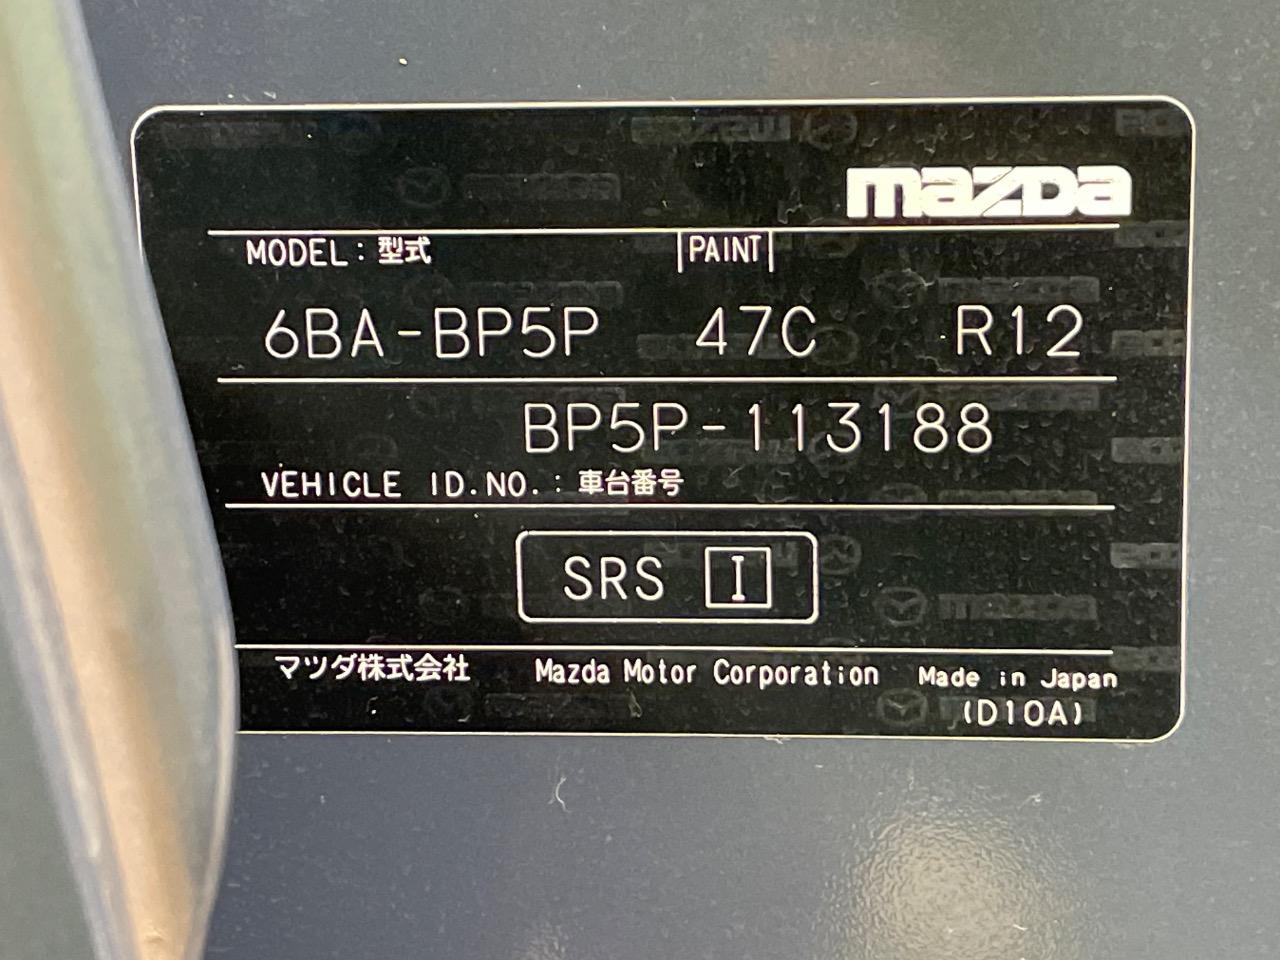 mazda
MODEL：型式 PAINT
6BA-BP5P 47C R12
BP5P-113188
VEHICLE ID.NO.：車台番号
SRS I
マツダ株式会社 Mazda Motor Corporation Made in Japan
(D10A)